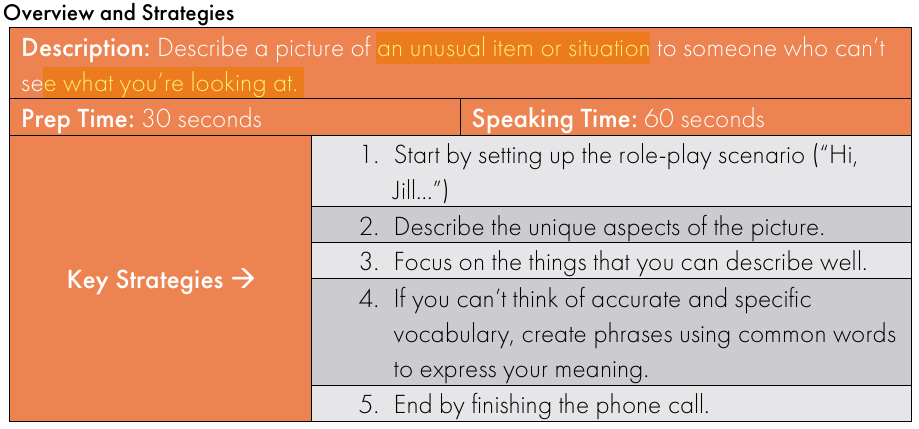 Overview and Strategies
Description: Describe a picture of an unusual item or situation to someone who can't
see what you're looking at.
Prep Time: 30 seconds
Speaking Time: 60 seconds
Key Strategies →
1. Start by setting up the role-play scenario (“Hi,
Jill...”)
2. Describe the unique aspects of the picture.
3. Focus on the things that you can describe well.
4. If you can't think of accurate and specific
vocabulary, create phrases using common words
to express your meaning.
5. End by finishing the phone call.